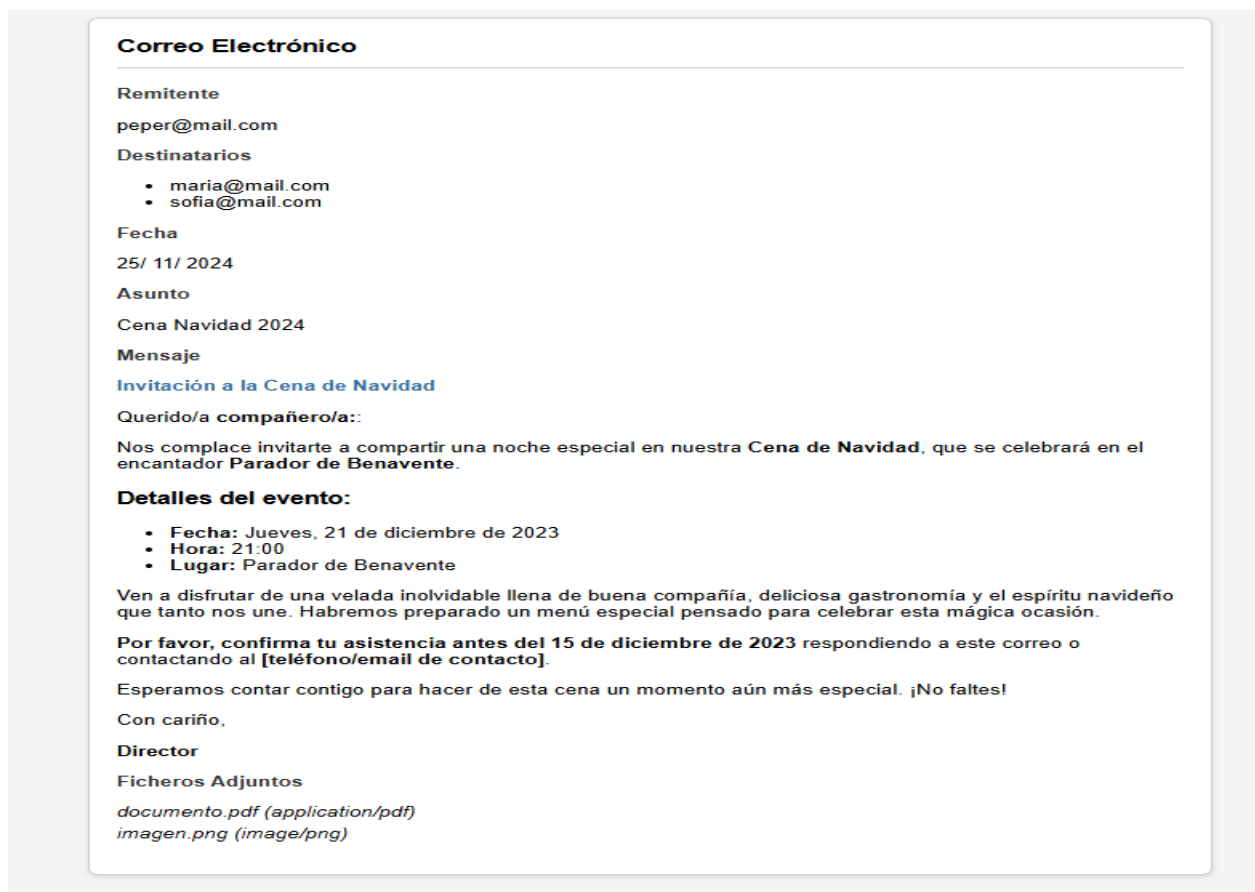 Correo Electrónico
Remitente
peper@mail.com
Destinatarios
• maria@mail.com
• sofia@mail.com
Fecha
25/ 11/ 2024
Asunto
Cena Navidad 2024
Mensaje
Invitación a la Cena de Navidad
Querido/a compañero/a::
Nos complace invitarte a compartir una noche especial en nuestra Cena de Navidad, que se celebrará en el
encantador Parador de Benavente.
Detalles del evento:
• Fecha: Jueves, 21 de diciembre de 2023
• Hora: 21:00
• Lugar: Parador de Benavente
Ven a disfrutar de una velada inolvidable llena de buena compañía, deliciosa gastronomía y el espíritu navideño
que tanto nos une. Habremos preparado un menú especial pensado para celebrar esta mágica ocasión.
Por favor, confirma tu asistencia antes del 15 de diciembre de 2023 respondiendo a este correo o
contactando al [teléfono/email de contacto].
Esperamos contar contigo para hacer de esta cena un momento aún más especial. ¡No faltes!
Con cariño,
Director
Ficheros Adjuntos
documento.pdf (application/pdf)
imagen.png (image/png)